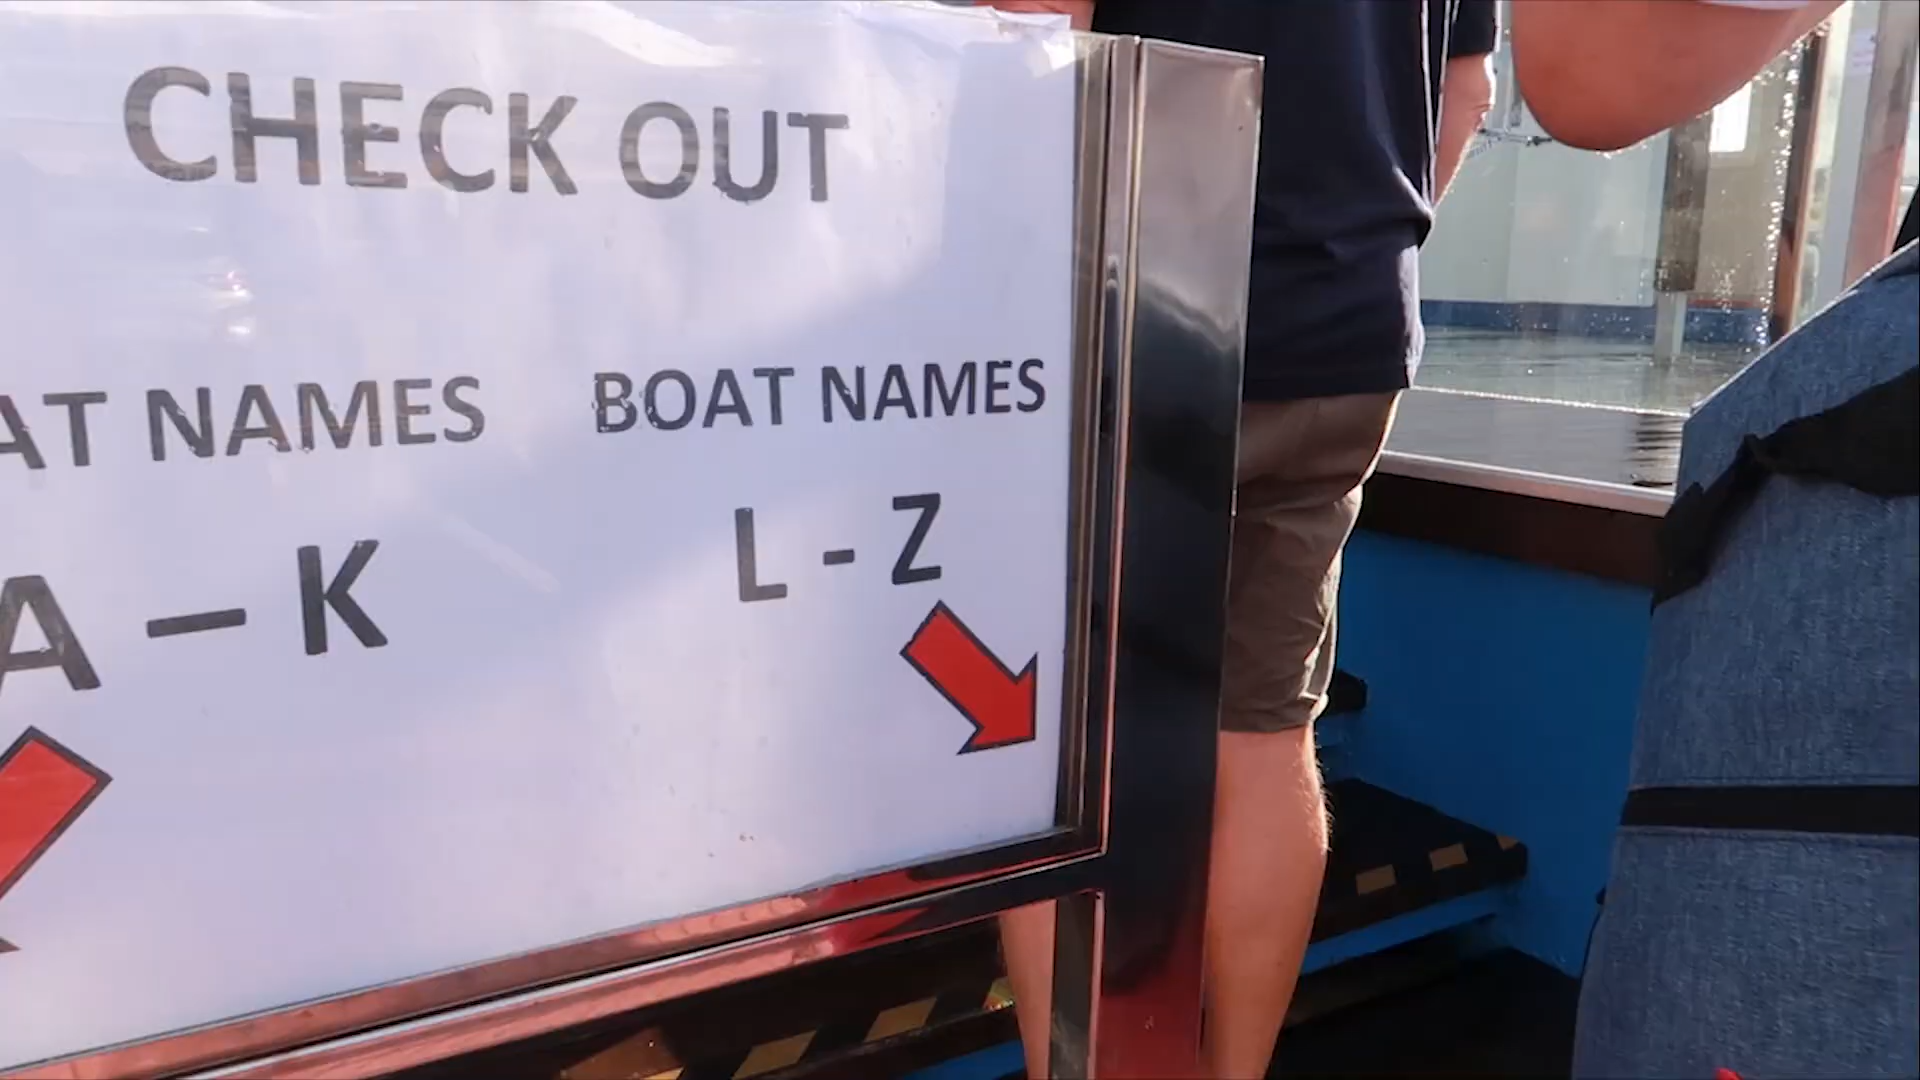 CHECK OUT
AT NAMES BOAT NAMES
A – K L - Z